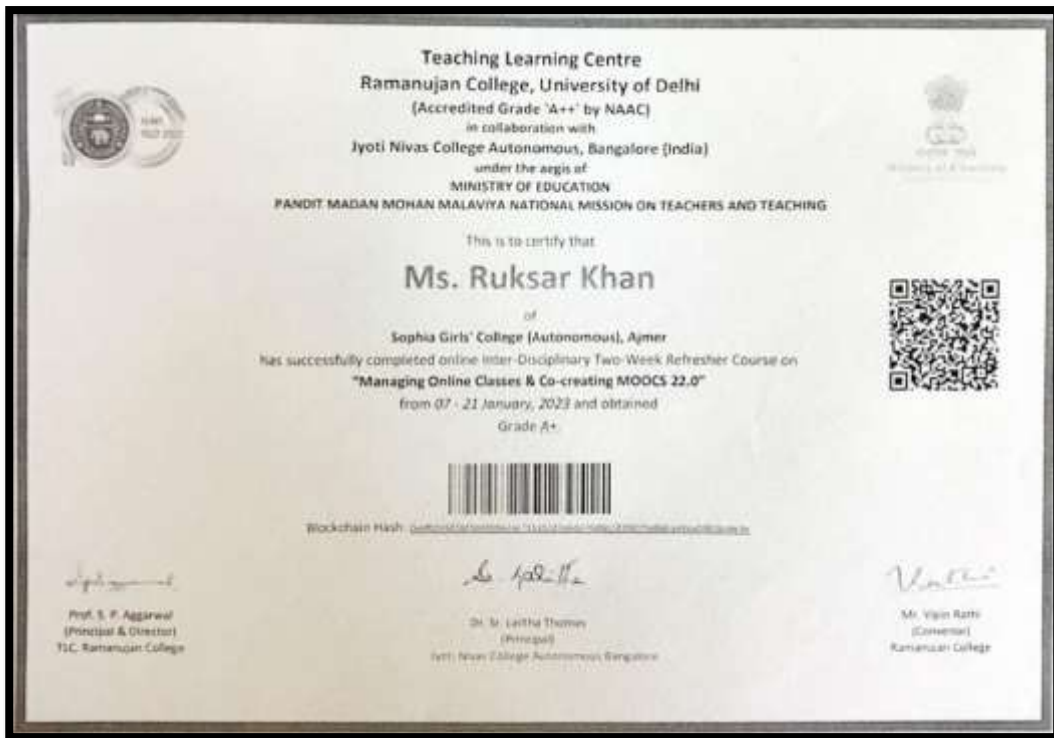 Teaching Learning Centre
Ramanujan College, University of Delhi
(Accredited Grade 'A++' by NAAC)
in collaboration with
Jyoti Nivas College Autonomous, Bangalore (India)
under the aegis of
MINISTRY OF EDUCATION
PANDIT MADAN MOHAN MALAVIYA NATIONAL MISSION ON TEACHERS AND TEACHING
This is to certify that
Ms. Ruksar Khan
of
Sophia Girls' College (Autonomous), Ajmer
has successfully completed online Inter-Disciplinary Two-Week Refresher Course on
"Managing Online Classes & Co-creating MOOCS 22.0"
from 07 - 21 January, 2023 and obtained
Grade A+
Blockchain Hash
Prof. S. P. Aggarwal
(Principal & Director)
TLC, Ramanujan College
Dr. Sr. Lalitha Thomas
(Principal)
Jyoti Nivas College Autonomous Bangalore
Mr. Vipin Rathi
(Convenor)
Ramanujan College